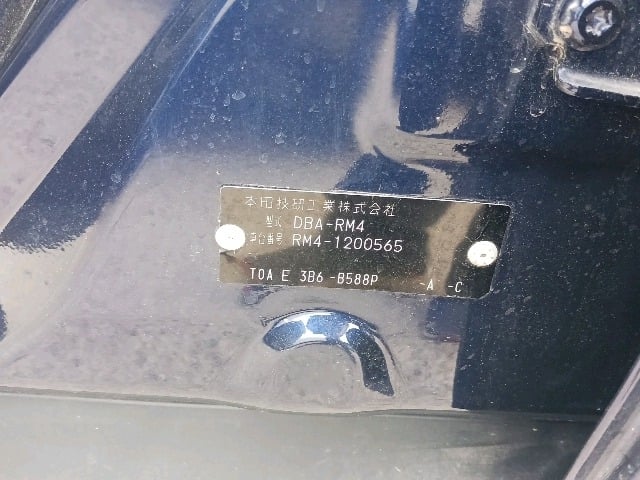 本田技研工業株式会社
型式 DBA-RM4
車台番号 RM4-1200565
TOA E 3B6 -B588P -A -C